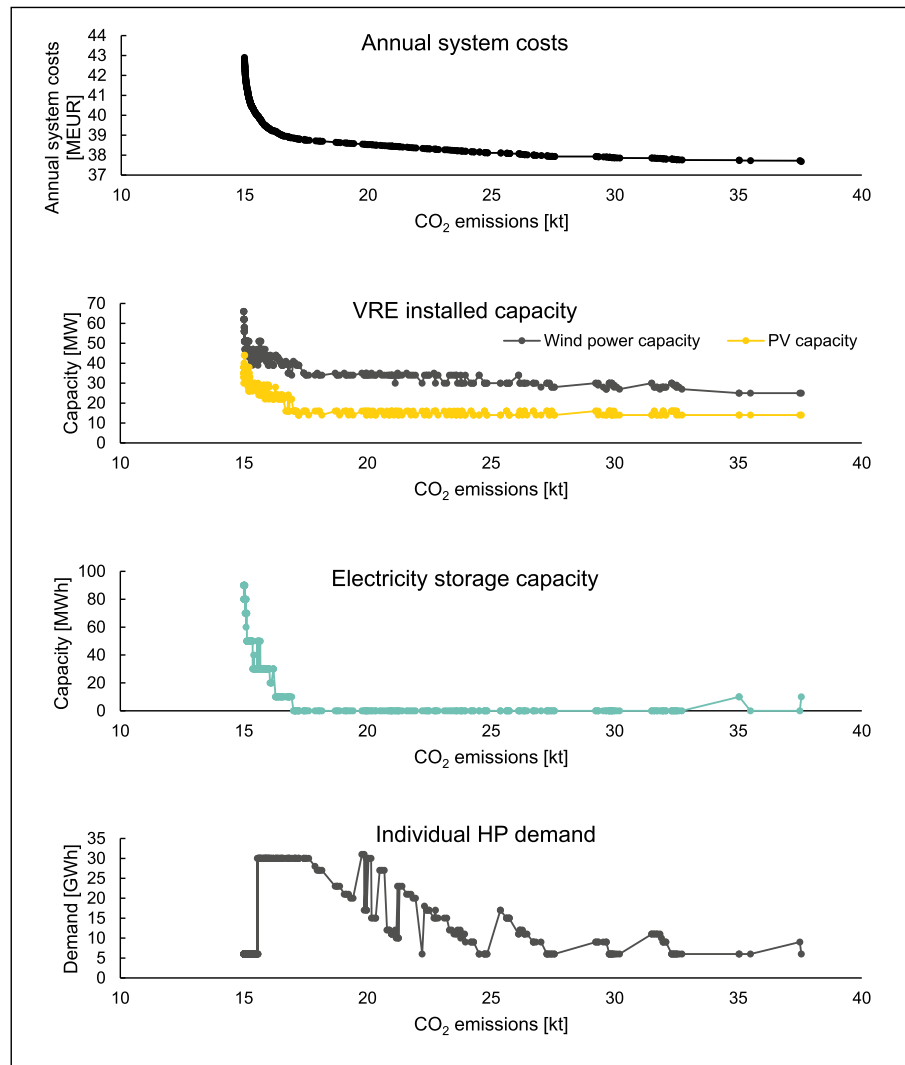 Annual system costs
Annual system costs
[MEUR]
44
43
42
41
40
39
38
37
10 15 20 25 30 35 40
CO₂ emissions [kt]
VRE installed capacity
Capacity [MW]
70
60
50
40
30
20
10
0
Wind power capacity PV capacity
10 15 20 25 30 35 40
CO₂ emissions [kt]
Electricity storage capacity
Capacity [MWh]
100
80
60
40
20
0
10 15 20 25 30 35 40
CO₂ emissions [kt]
Individual HP demand
Demand [GWh]
35
30
25
20
15
10
5
0
10 15 20 25 30 35 40
CO₂ emissions [kt]